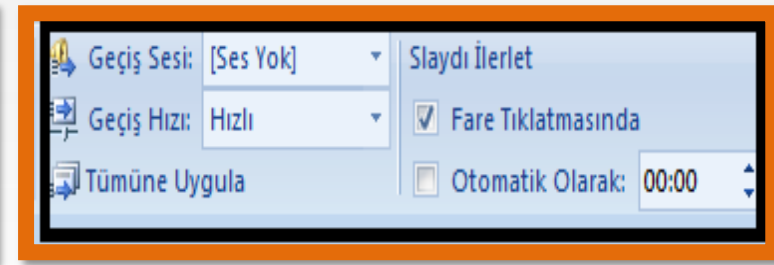 Geçiş Sesi: [Ses Yok]
Geçiş Hızı: Hızlı
Tümüne Uygula
Slaydı İlerlet
Fare Tıklatmasında
Otomatik Olarak: 00:00